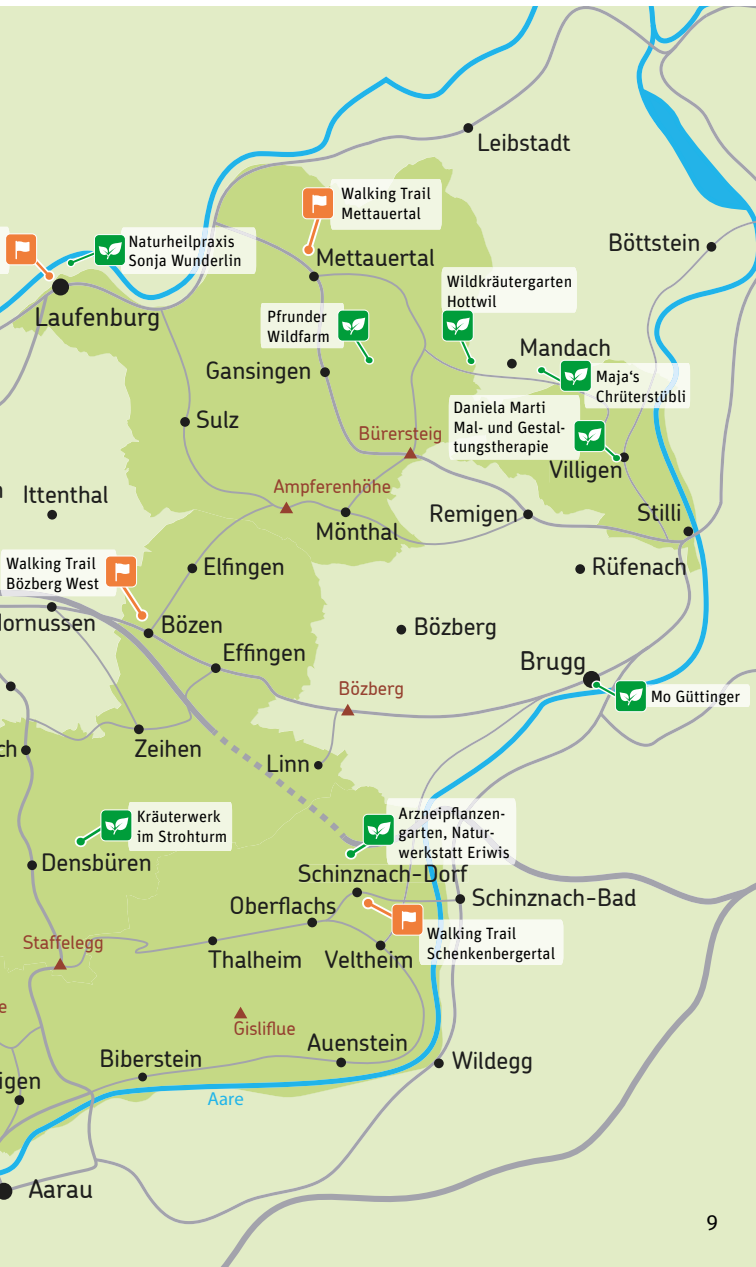 Leibstadt
Walking Trail
Mettauertal
Böttstein
Naturheilpraxis
Sonja Wunderlin
Mettauertal
Wildkräutergarten
Hottwil
Laufenburg
Pfrunder
Wildfarm
Mandach
Gansingen
Maja‘s
Chrüterstübli
Daniela Marti
Mal- und Gestal-
tungstherapie
Sulz
Bürersteig
Villigen
Ampferenhöhe
Ittenthal
Remigen
Stilli
Mönthal
Walking Trail
Bözberg West
Elfingen
Rüfenach
ornussen
Bözen
Bözberg
Effingen
Brugg
Bözberg
Mo Güttinger
ch
Zeihen
Linn
Kräuterwerk
im Strohturm
Arzneipflanzen-
garten, Natur-
werkstatt Eriwis
Densbüren
Schinznach-Dorf
Schinznach-Bad
Oberflachs
Staffelegg
Walking Trail
Schenkenbergertal
Thalheim
Veltheim
e
Gisliflue
Auenstein
Biberstein
Wildegg
igen
Aare
Aarau
9